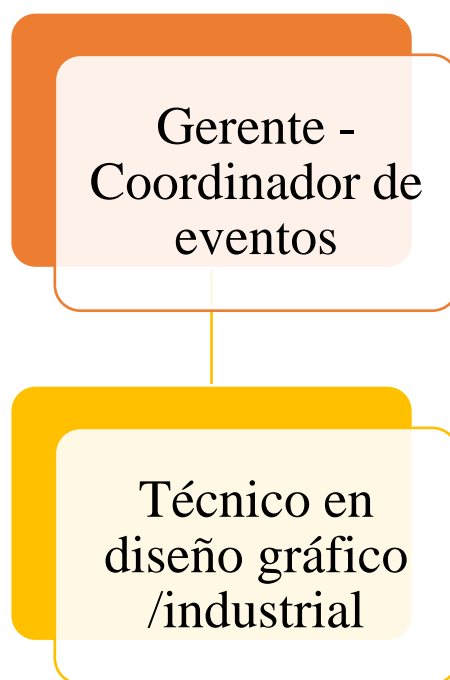 Gerente -
Coordinador de
eventos
Técnico en
diseño gráfico
/industrial